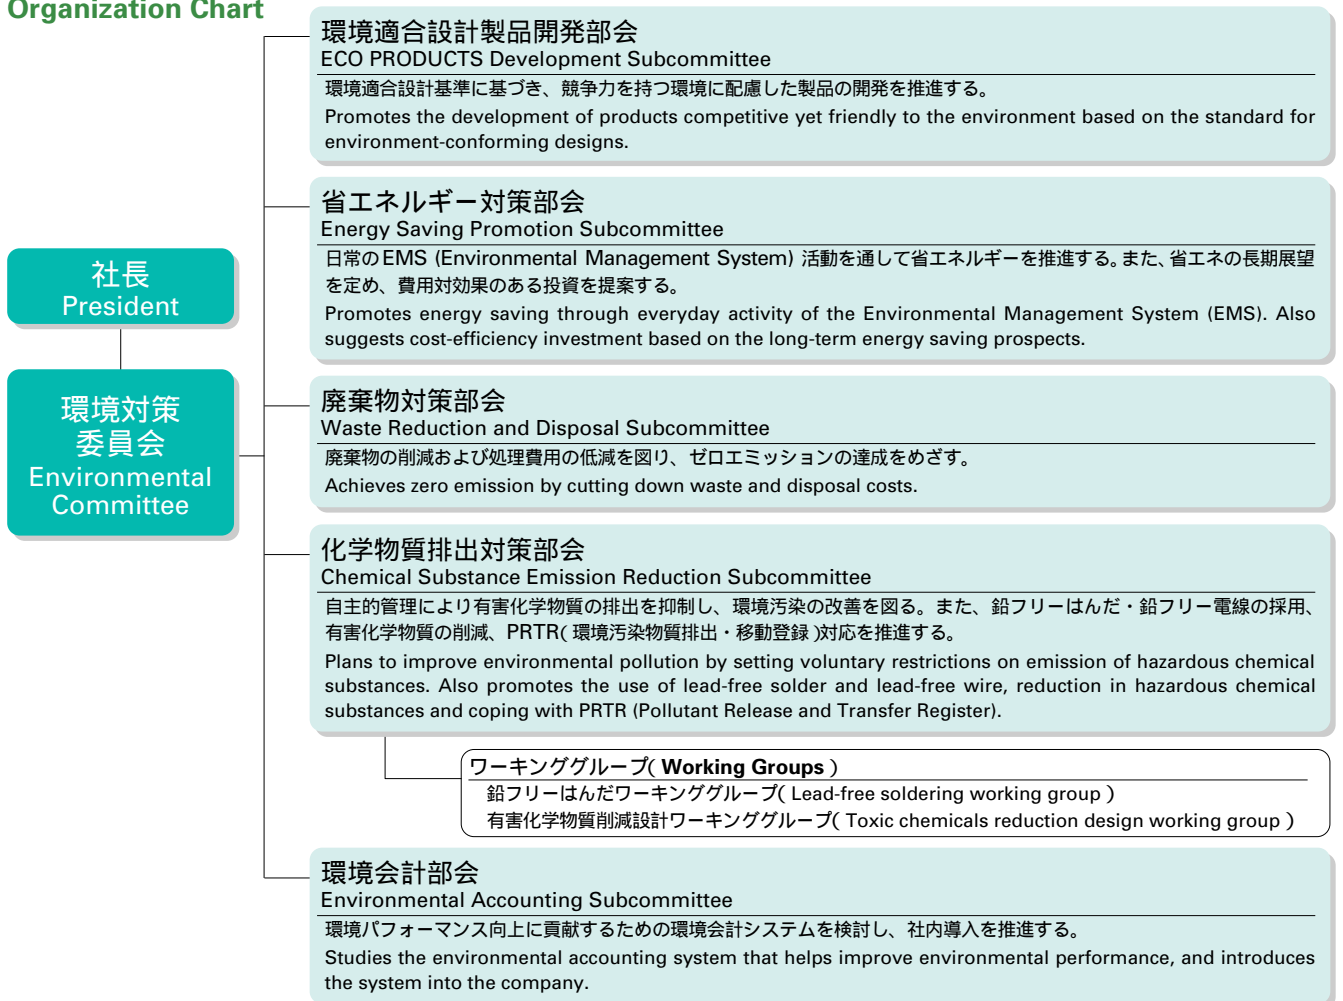 Organization Chart
環境適合設計製品開発部会
ECO PRODUCTS Development Subcommittee
環境適合設計基準に基づき、競争力を持つ環境に配慮した製品の開発を推進する。
Promotes the development of products competitive yet friendly to the environment based on the standard for
environment-conforming designs.
省エネルギー対策部会
Energy Saving Promotion Subcommittee
日常のEMS (Environmental Management System) 活動を通して省エネルギーを推進する。また、省エネの長期展望
を定め、費用対効果のある投資を提案する。
Promotes energy saving through everyday activity of the Environmental Management System (EMS). Also
suggests cost-efficiency investment based on the long-term energy saving prospects.
社長
President
環境対策
委員会
Environmental
Committee
廃棄物対策部会
Waste Reduction and Disposal Subcommittee
廃棄物の削減および処理費用の低減を図り、ゼロエミッションの達成をめざす。
Achieves zero emission by cutting down waste and disposal costs.
化学物質排出対策部会
Chemical Substance Emission Reduction Subcommittee
自主的管理により有害化学物質の排出を抑制し、環境汚染の改善を図る。また、鉛フリーはんだ・鉛フリー電線の採用、
有害化学物質の削減、PRTR(環境汚染物質排出・移動登録)対応を推進する。
Plans to improve environmental pollution by setting voluntary restrictions on emission of hazardous chemical
substances. Also promotes the use of lead-free solder and lead-free wire, reduction in hazardous chemical
substances and coping with PRTR (Pollutant Release and Transfer Register).
ワーキンググループ( Working Groups )
鉛フリーはんだワーキンググループ( Lead-free soldering working group )
有害化学物質削減設計ワーキンググループ( Toxic chemicals reduction design working group )
環境会計部会
Environmental Accounting Subcommittee
環境パフォーマンス向上に貢献するための環境会計システムを検討し、社内導入を推進する。
Studies the environmental accounting system that helps improve environmental performance, and introduces
the system into the company.